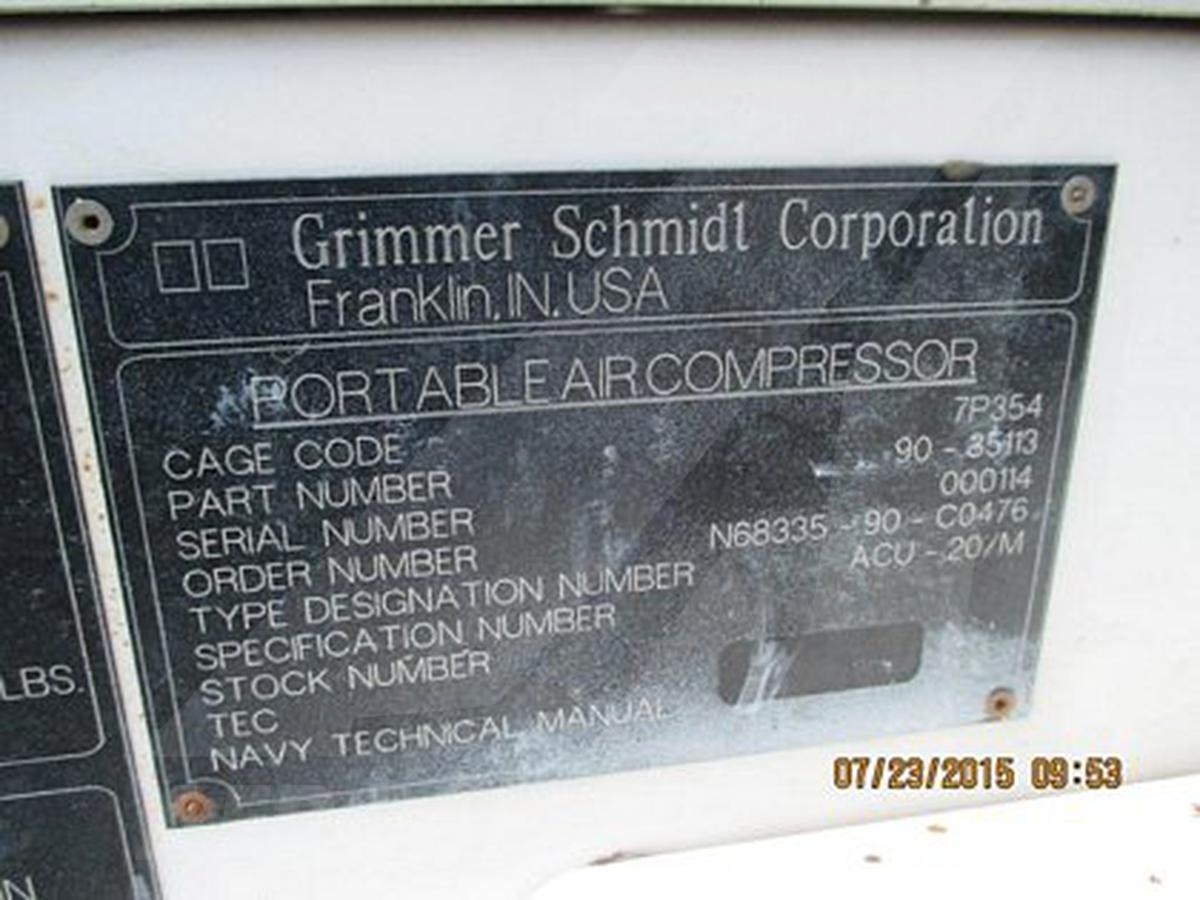 Grimmer Schmidt Corporation
Franklin, IN. USA
PORTABLE AIR COMPRESSOR
CAGE CODE 7P354
PART NUMBER 90-35113
SERIAL NUMBER 000114
ORDER NUMBER N68335-90-C0476
TYPE DESIGNATION NUMBER ACU-20/M
SPECIFICATION NUMBER
STOCK NUMBER
TEC
NAVY TECHNICAL MANUAL
LBS.
07/23/2015 09:53